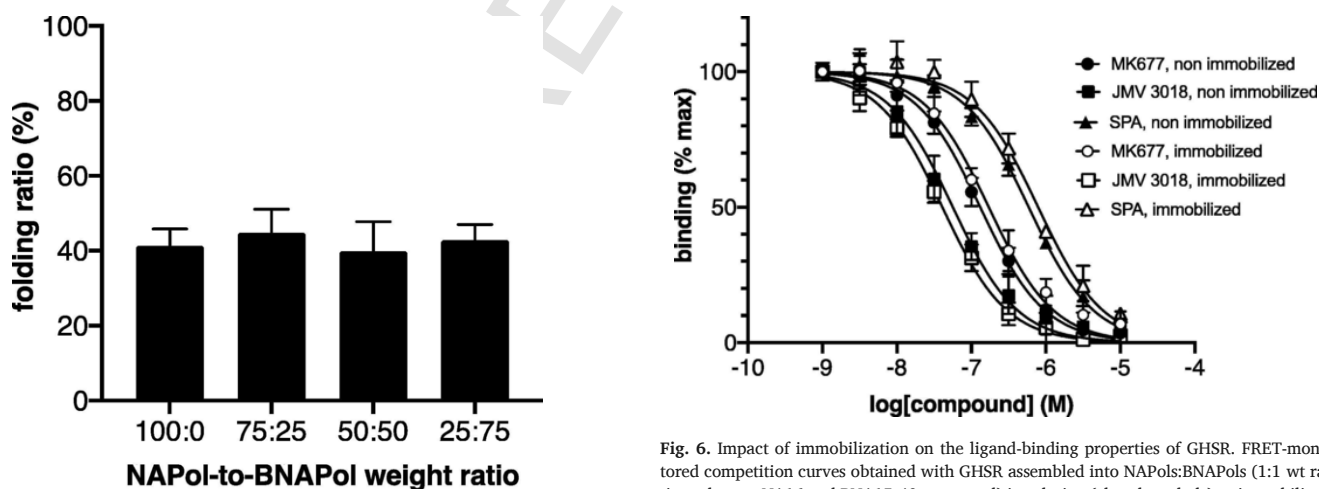 100
80
60
40
20
0
folding ratio (%)
100:0 75:25 50:50 25:75
NAPol-to-BNAPol weight ratio
100
50
0
binding (% max)
-10 -9 -8 -7 -6 -5 -4
log[compound] (M)
MK677, non immobilized
JMV 3018, non immobilized
SPA, non immobilized
MK677, immobilized
JMV 3018, immobilized
SPA, immobilized
Fig. 6. Impact of immobilization on the ligand-binding properties of GHSR. FRET-mon
tored competition curves obtained with GHSR assembled into NAPols:BNAPols (1:1 wt ra